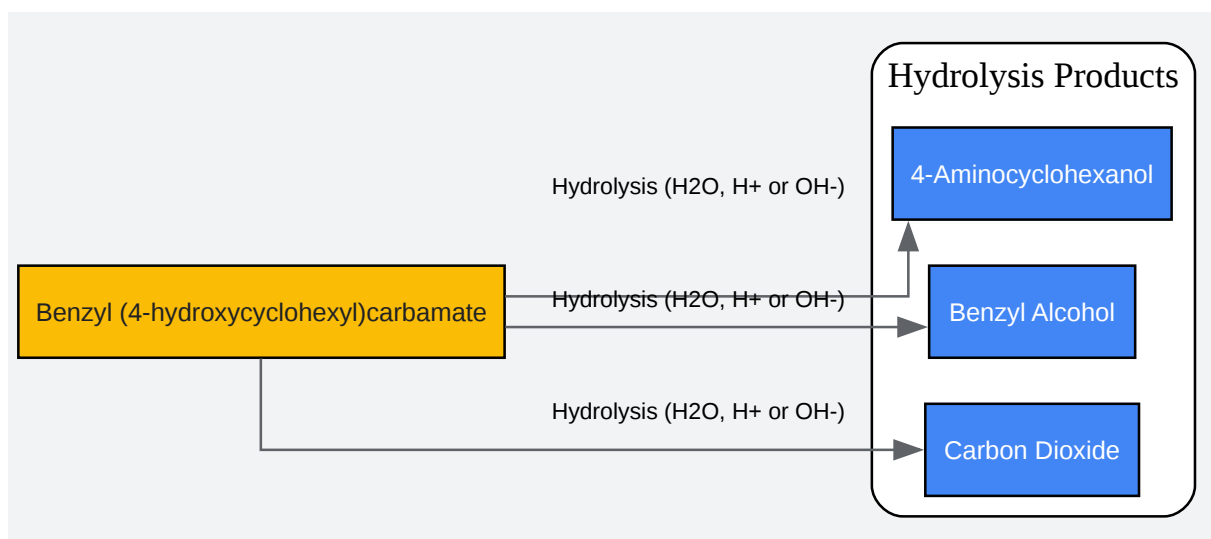 Hydrolysis Products
Hydrolysis (H2O, H+ or OH-)
4-Aminocyclohexanol
Benzyl (4-hydroxycyclohexyl)carbamate
Hydrolysis (H2O, H+ or OH-)
Benzyl Alcohol
Hydrolysis (H2O, H+ or OH-)
Carbon Dioxide